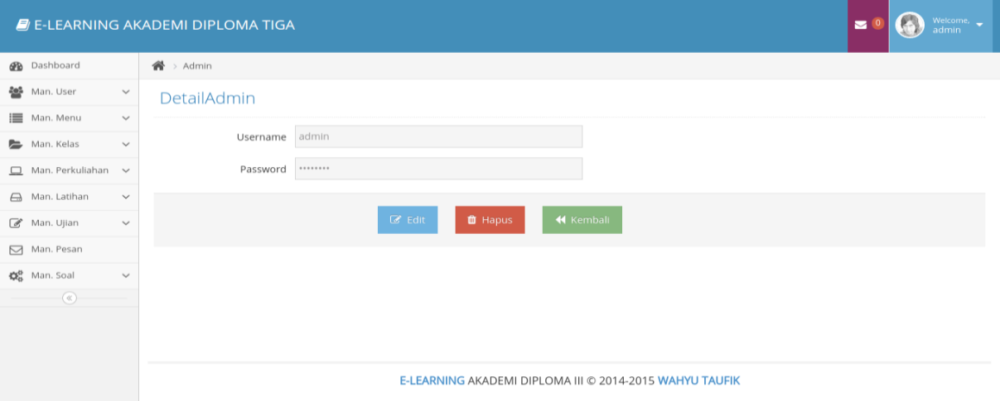 E-LEARNING AKADEMI DIPLOMA TIGA
0
Welcome,
admin
Dashboard
Man. User
Man. Menu
Man. Kelas
Man. Perkuliahan
Man. Latihan
Man. Ujian
Man. Pesan
Man. Soal
Admin
DetailAdmin
Username admin
Password ••••••••
Edit Hapus Kembali
E-LEARNING AKADEMI DIPLOMA III © 2014-2015 WAHYU TAUFIK